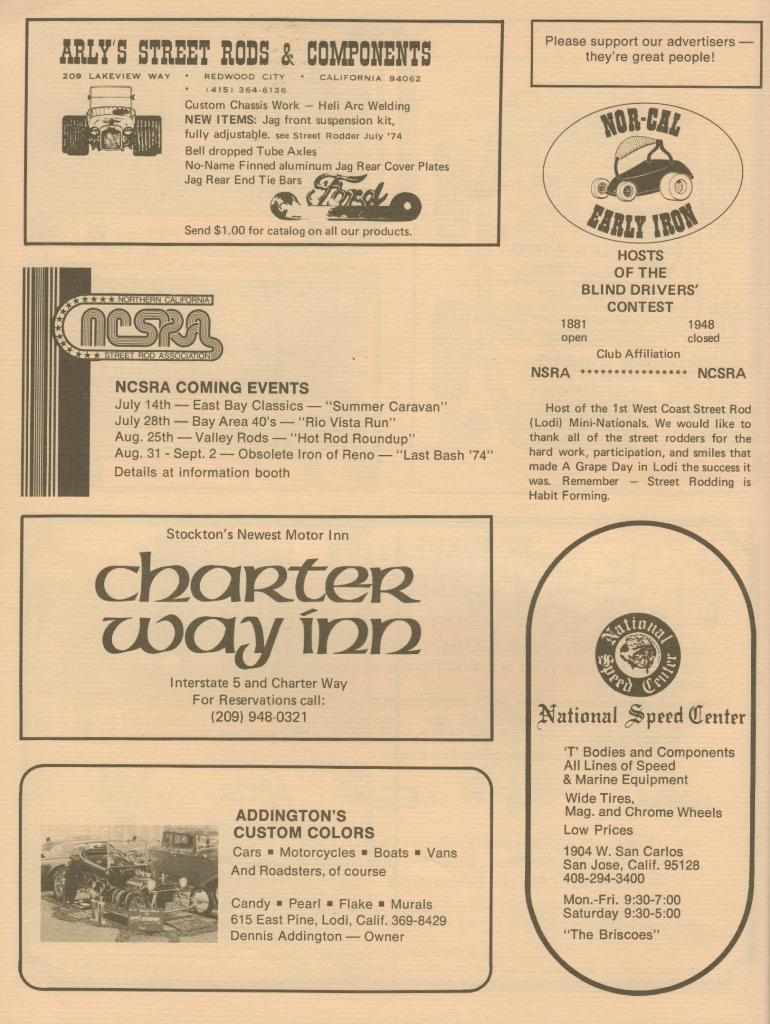 ARLY'S STREET RODS & COMPONENTS
209 LAKEVIEW WAY * REDWOOD CITY * CALIFORNIA 94062
* (415) 364-6136
Custom Chassis Work — Heli Arc Welding
NEW ITEMS: Jag front suspension kit,
fully adjustable. see Street Rodder July '74
Bell dropped Tube Axles
No-Name Finned aluminum Jag Rear Cover Plates
Jag Rear End Tie Bars
Ford
Send $1.00 for catalog on all our products.
Please support our advertisers —
they're great people!
NOR-CAL
EARLY IRON
HOSTS
OF THE
BLIND DRIVERS'
CONTEST
1881 1948
open closed
Club Affiliation
NSRA **************** NCSRA
Host of the 1st West Coast Street Rod
(Lodi) Mini-Nationals. We would like to
thank all of the street rodders for the
hard work, participation, and smiles that
made A Grape Day in Lodi the success it
was. Remember — Street Rodding is
Habit Forming.
NORTHERN CALIFORNIA
NCSRA
STREET ROD ASSOCIATION
NCSRA COMING EVENTS
July 14th — East Bay Classics — "Summer Caravan"
July 28th — Bay Area 40's — "Rio Vista Run"
Aug. 25th — Valley Rods — "Hot Rod Roundup"
Aug. 31 - Sept. 2 — Obsolete Iron of Reno — "Last Bash '74"
Details at information booth
Stockton's Newest Motor Inn
charter
way inn
Interstate 5 and Charter Way
For Reservations call:
(209) 948-0321
National
Speed Center
National Speed Center
'T' Bodies and Components
All Lines of Speed
& Marine Equipment
Wide Tires,
Mag. and Chrome Wheels
Low Prices
1904 W. San Carlos
San Jose, Calif. 95128
408-294-3400
Mon.-Fri. 9:30-7:00
Saturday 9:30-5:00
"The Briscoes"
ADDINGTON'S
CUSTOM COLORS
Cars ▪ Motorcycles ▪ Boats ▪ Vans
And Roadsters, of course
Candy ▪ Pearl ▪ Flake ▪ Murals
615 East Pine, Lodi, Calif. 369-8429
Dennis Addington — Owner